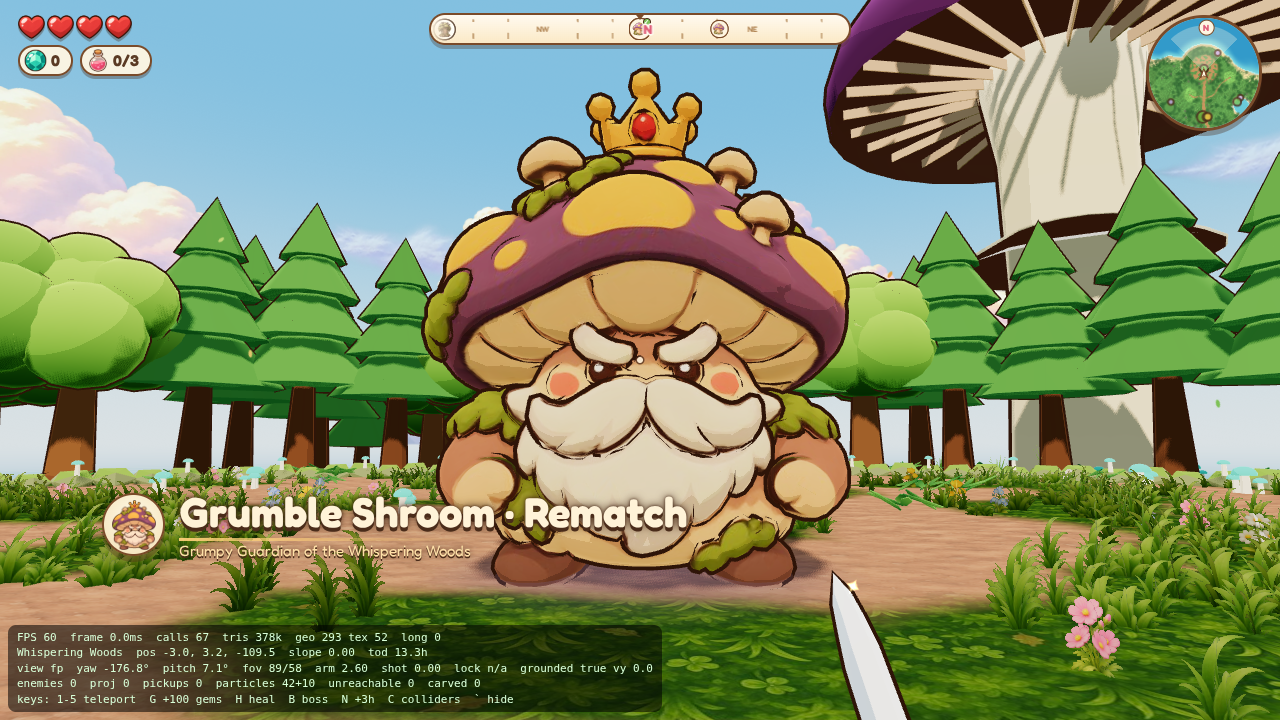 0
0/3
NW
N
NE
N
Grumble Shroom · Rematch
Grumpy Guardian of the Whispering Woods
FPS 60 frame 0.0ms calls 67 tris 378k geo 293 tex 52 long 0
Whispering Woods pos -3.0, 3.2, -109.5 slope 0.00 tod 13.3h
view fp yaw -176.8° pitch 7.1° fov 89/58 arm 2.60 shot 0.00 lock n/a grounded true vy 0.0
enemies 0 proj 0 pickups 0 particles 42+10 unreachable 0 carved 0
keys: 1-5 teleport G +100 gems H heal B boss N +3h C colliders ` hide